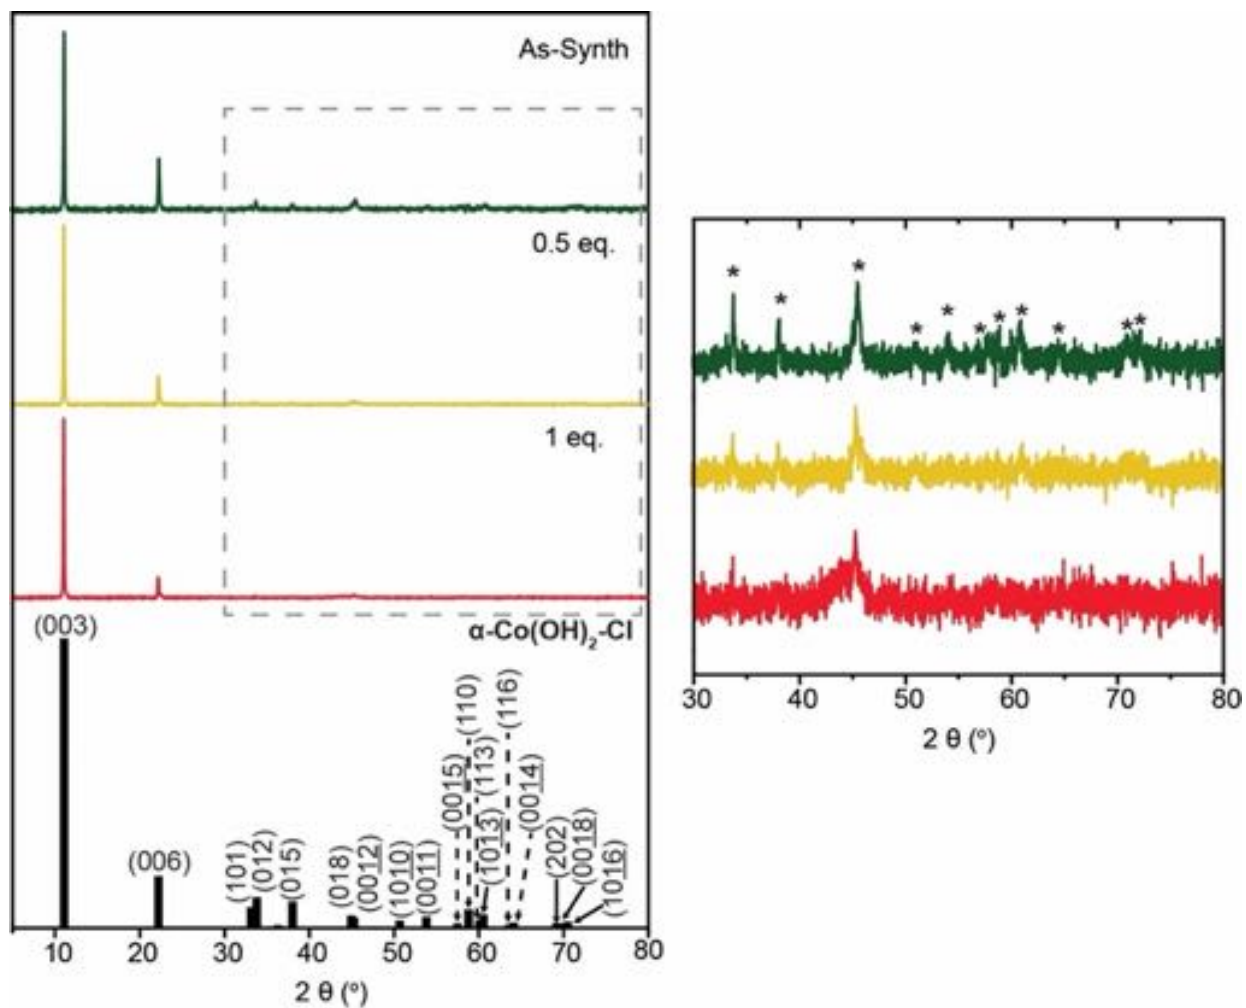 As-Synth
0.5 eq.
1 eq.
α-Co(OH)₂-Cl
(003)
(006)
(101)
(012)
(015)
(018)
(0012)
(1010)
(0011)
(0015)
(110)
(113)
(1013)
(116)
(0014)
(202)
(0018)
(1016)
10 20 30 40 50 60 70 80
2 θ (°)
* * * * * * * * * * *
30 40 50 60 70 80
2 θ (°)